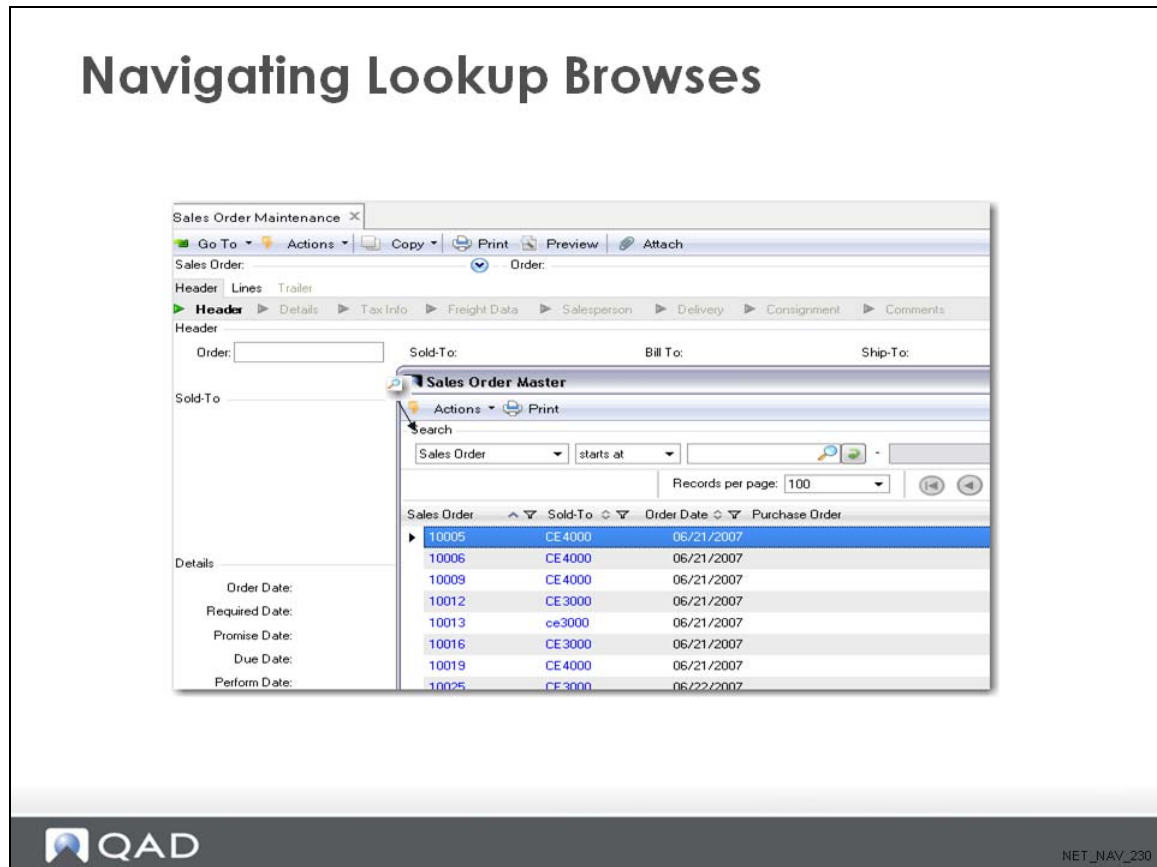 Navigating Lookup Browses
Sales Order Maintenance
Go To Actions Copy Print Preview Attach
Sales Order: Order:
Header Lines Trailer
Header Details Tax Info Freight Data Salesperson Delivery Consignment Comments
Header
Order: Sold-To: Bill To: Ship-To:
Sold-To
Sales Order Master
Actions Print
Search
Sales Order starts at -
Records per page: 100
Sales Order Sold-To Order Date Purchase Order
10005 CE4000 06/21/2007
10006 CE4000 06/21/2007
10009 CE4000 06/21/2007
10012 CE3000 06/21/2007
10013 ce3000 06/21/2007
10016 CE3000 06/21/2007
10019 CE4000 06/21/2007
10025 CE3000 06/22/2007
Details
Order Date:
Required Date:
Promise Date:
Due Date:
Perform Date:
QAD
NET_NAV_230